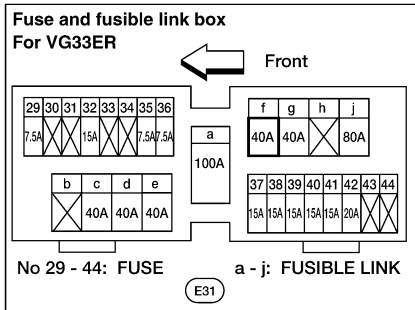 Fuse and fusible link box
For VG33ER
Front
29 30 31 32 33 34 35 36
7.5A 15A 7.5A 7.5A
a
100A
f g h j
40A 40A 80A
b c d e
40A 40A 40A
37 38 39 40 41 42 43 44
15A 15A 15A 15A 15A 20A
No 29 - 44: FUSE
a - j: FUSIBLE LINK
E31